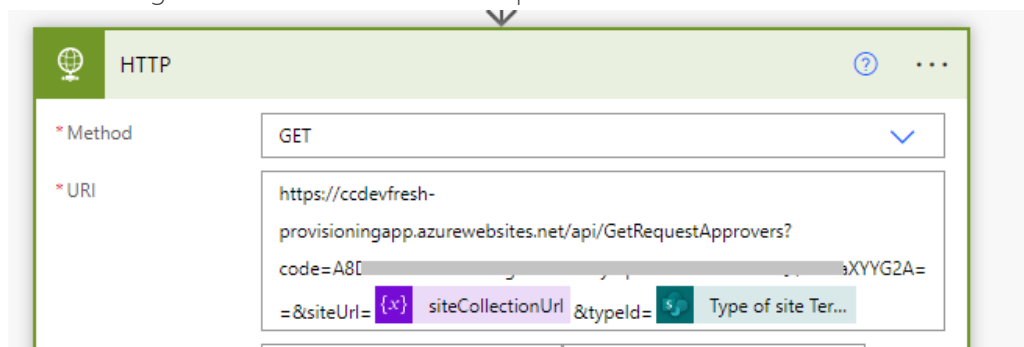 HTTP
? ...
* Method
GET
* URI
https://ccdevfresh-
provisioningapp.azurewebsites.net/api/GetRequestApprovers?
code=A8D aXYYG2A=
=&siteUrl= {x} siteCollectionUrl &typeId= s Type of site Ter...